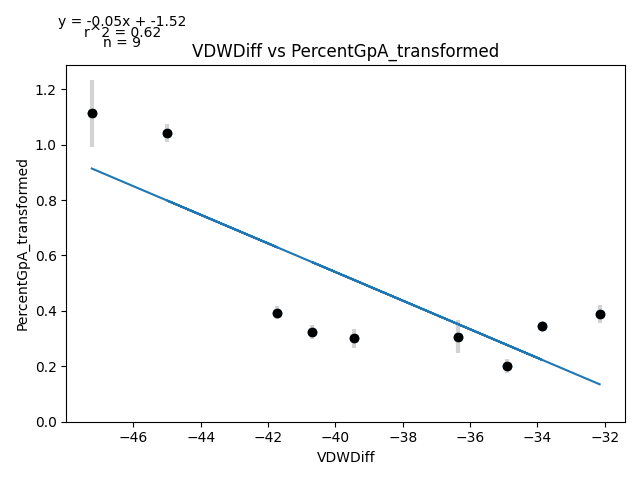 y = -0.05x + -1.52
r^2 = 0.62
n = 9
VDWDiff vs PercentGpA_transformed
PercentGpA_transformed
1.2
1.0
0.8
0.6
0.4
0.2
0.0
−46 −44 −42 −40 −38 −36 −34 −32
VDWDiff